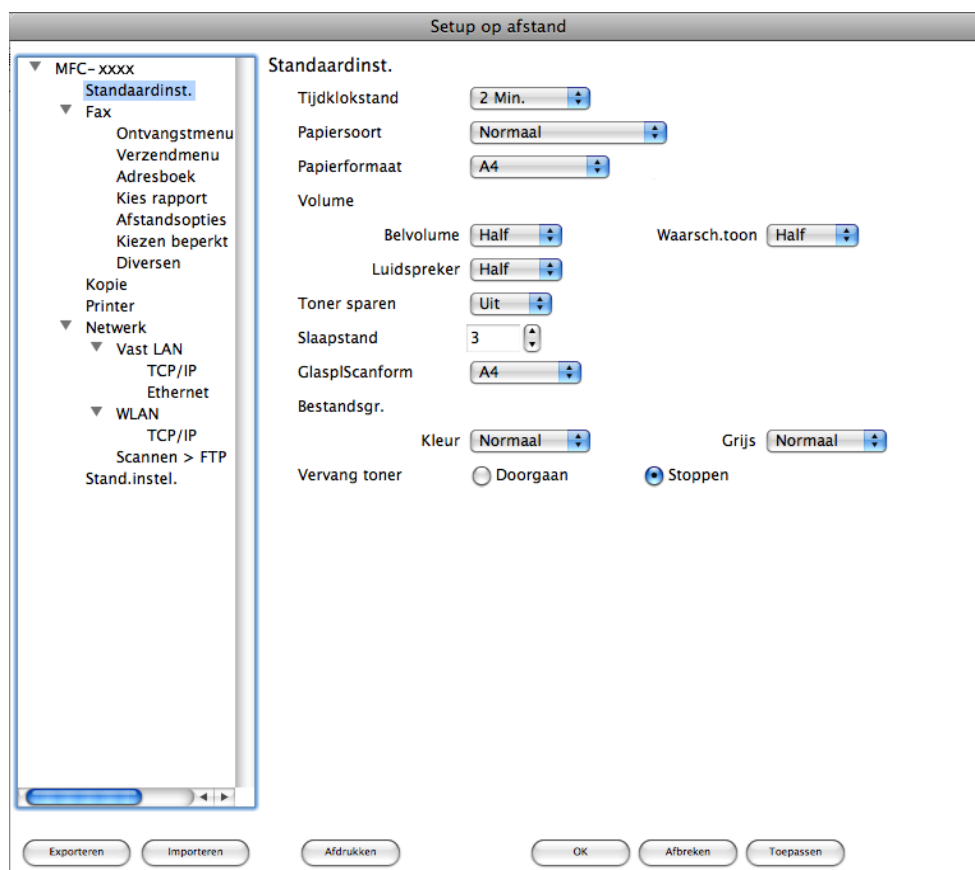 Setup op afstand
MFC-xxxx
Standaardinst.
Fax
Ontvangstmenu
Verzendmenu
Adresboek
Kies rapport
Afstandsopties
Kiezen beperkt
Diversen
Kopie
Printer
Netwerk
Vast LAN
TCP/IP
Ethernet
WLAN
TCP/IP
Scannen > FTP
Stand.instel.
Standaardinst.
Tijdklokstand 2 Min.
Papiersoort Normaal
Papierformaat A4
Volume
Belvolume Half Waarsch.toon Half
Luidspreker Half
Toner sparen Uit
Slaapstand 3
GlasplScanform A4
Bestandsgr.
Kleur Normaal Grijs Normaal
Vervang toner Doorgaan Stoppen
Exporteren Importeren Afdrukken OK Afbreken Toepassen